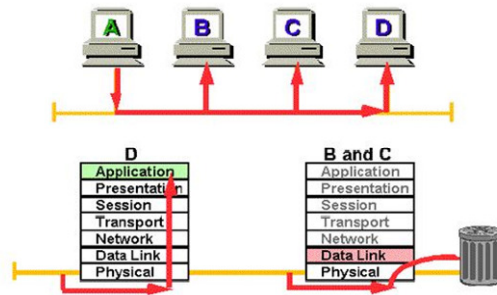 A B C D
D
Application
Presentation
Session
Transport
Network
Data Link
Physical
B and C
Application
Presentation
Session
Transport
Network
Data Link
Physical